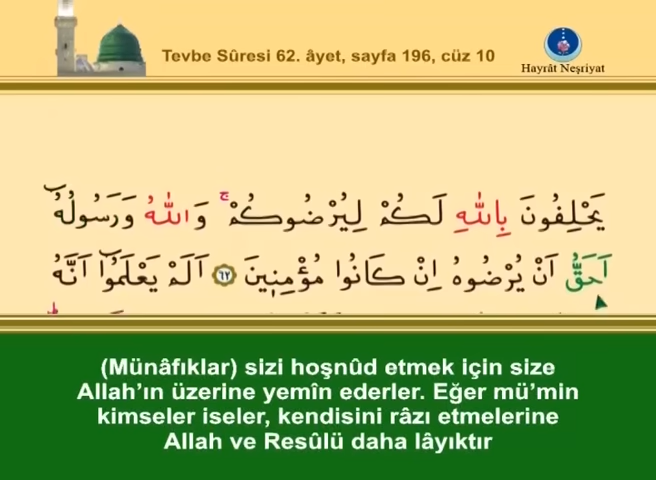 Tevbe Sûresi 62. âyet, sayfa 196, cüz 10
Hayrât Neşriyat
يَحْلِفُونَ بِاللّٰهِ لَكُمْ لِيُرْضُوكُمْۚ وَاللّٰهُ وَرَسُولُهُٓ
اَحَقُّ اَنْ يُرْضُوهُ اِنْ كَانُوا مُؤْمِن۪ينَ ﴿٦٢﴾ اَلَمْ يَعْلَمُٓوا اَنَّهُ
(Münâfıklar) sizi hoşnûd etmek için size
Allah’ın üzerine yemîn ederler. Eğer mü’min
kimseler iseler, kendisini râzı etmelerine
Allah ve Resûlü daha lâyıktır